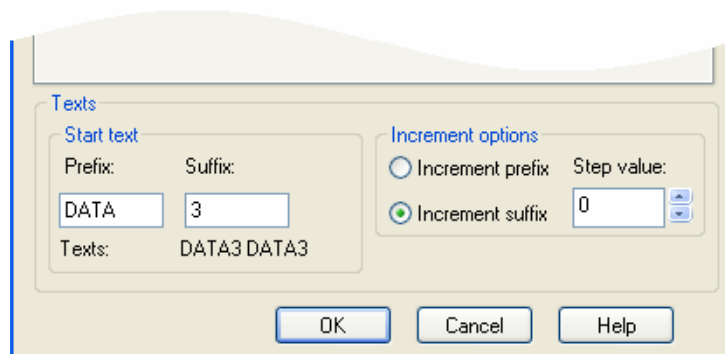 Texts
Start text
Increment options
Prefix: Suffix:
Increment prefix Step value:
DATA 3
Increment suffix 0
Texts: DATA3 DATA3
OK Cancel Help